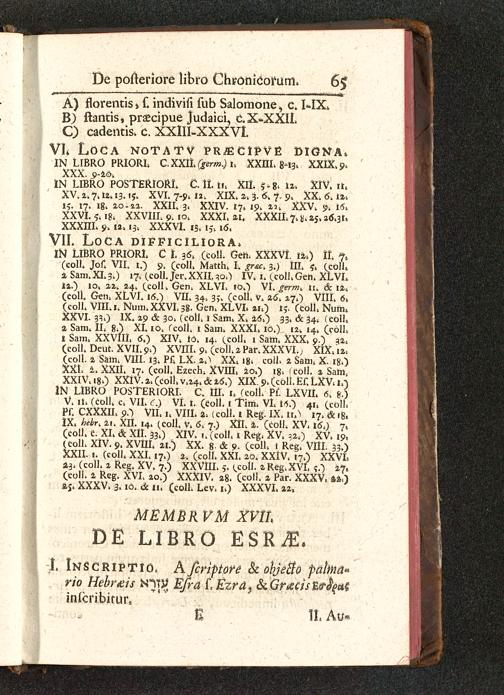 De posteriore libro Chronicorum. 65
A) florentis, ſ. indiviſi ſub Salomone, c. I-IX.
B) ſtantis, præcipue Judaici, c. X-XXII.
C) cadentis. c. XXIII-XXXVI.
VI. LOCA NOTATV PRÆCIPVE DIGNA.
IN LIBRO PRIORI. C. XXII. (germ.) 1. XXIII. 8-13. XXIX. 9.
XXX. 9-20.
IN LIBRO POSTERIORI. C. II. 11. XII. 5-8. 12. XIV. 11.
XV. 2. 7. 12. 13. 15. XVI. 7-9. 12. XIX. 2. 3. 6. 7. 9. XX. 6. 12.
15. 17. 18. 20-22. XXII. 3. XXIV. 17. 19. 22. XXV. 9. 16.
XXVI. 5. 18. XXVIII. 9. 10. XXXI. 21. XXXII. 7. 8. 25. 26. 31.
XXXIII. 9. 12. 13. XXXVI. 13. 15. 16.
VII. LOCA DIFFICILIORA.
IN LIBRO PRIORI. C I. 36. (coll. Gen. XXXVI. 12.) II. 7.
(coll. Joſ. VII. 1.) 9. (coll. Matth. I. græc. 3.) III. 5. (coll.
2 Sam. XI. 3.) 17. (coll. Jer. XXII. 30.) IV. 1. (coll. Gen. XLVI.
12.) 10. 22. 24. (coll. Gen. XLVI. 10.) VI. germ. 11. & 12.
(coll. Gen. XLVI. 16.) VII. 34. 35. (coll. v. 26. 27.) VIII. 6.
(coll. VIII. 1. Num. XXVI. 38. Gen. XLVI. 21.) 15. (coll. Num.
XXVI. 33.) IX. 29 & 30. (coll. 1 Sam. X. 26.) 33. & 34. (coll.
2 Sam. II. 8.) XI. 10. (coll. 1 Sam. XXXI. 10.) 12. 14. (coll.
1 Sam. XXVIII. 6.) XIV. 10. 14. (coll. 1 Sam. XXX. 9.) 32.
(coll. Deut. XVII. 9.) XVIII. 9. (coll. 2 Par. XXXVI.) XIX. 12.
(coll. 2 Sam. VIII. 13. Pſ. LX. 2.) XX. 18. coll. 2 Sam. X. 18.)
XXI. 2. XXII. 17. (coll. Ezech. XVIII. 20.) 18. (coll. 2 Sam.
XXIV. 18.) XXIV. 2. (coll. v. 24. & 26.) XIX. 9. (coll. Eſ. LXV. 1.)
IN LIBRO POSTERIORI. C. III. 1. (coll. Pſ. LXVII. 6. 8.)
V. 11. (coll. c. VII. 6.) VI. 1. (coll. 1 Tim. VI. 16.) 41. (coll.
Pſ. CXXXII. 9.) VII. 1. VIII. 2. (coll. 1 Reg. IX. 11.) 17. & 18.
IX. hebr. 21. XII. 14. (coll. v. 6. 7.) XII. 2. (coll. XV. 16.) 7.
(coll. c. XI. & XII. 33.) XIV. 1. (coll. 1 Reg. XV. 32.) XV. 19.
(coll. XIV. 9. XVIII. 21.) XX. 8. & 9. (coll. 1 Reg. VIII. 33.)
XXII. 1. (coll. XXI. 17.) 2. (coll. XXI. 20. XXIV. 17.) XXVI.
23. (coll. 2 Reg. XV. 7.) XXVIII. 5. (coll. 2 Reg. XVI. 5.) 27.
(coll. 2 Reg. XVI. 20.) XXXIV. 28. (coll. 2 Par. XXXV. 22.)
25. XXXV. 3. 10. & 11. (coll. Lev. 1.) XXXVI. 22.
MEMBRVM XVII.
DE LIBRO ESRÆ.
I. INSCRIPTIO. A ſcriptore & objecto palma-
rio Hebræis עֶזְרָא Eſra ſ. Ezra, & Græcis Εσδρας
inſcribitur.
E II. Au-